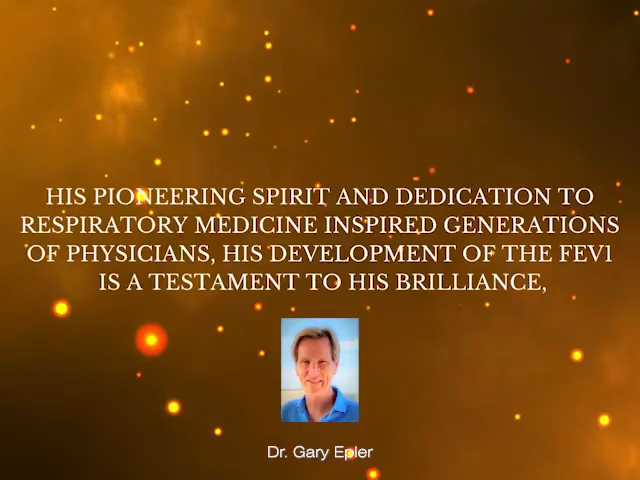 HIS PIONEERING SPIRIT AND DEDICATION TO
RESPIRATORY MEDICINE INSPIRED GENERATIONS
OF PHYSICIANS, HIS DEVELOPMENT OF THE FEV1
IS A TESTAMENT TO HIS BRILLIANCE,
Dr. Gary Epler